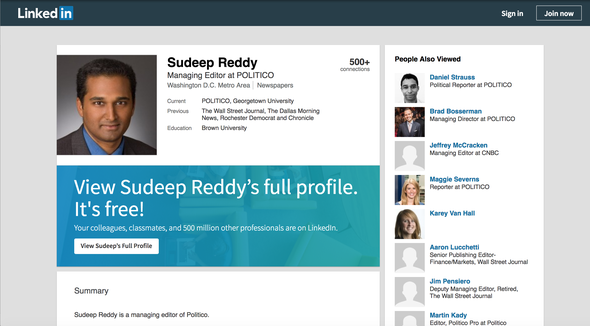 Linked in
Sign in
Join now
Sudeep Reddy
500+
connections
Managing Editor at POLITICO
Washington D.C. Metro Area | Newspapers
Current POLITICO, Georgetown University
Previous The Wall Street Journal, The Dallas Morning
News, Rochester Democrat and Chronicle
Education Brown University
View Sudeep Reddy's full profile.
It's free!
Your colleagues, classmates, and 500 million other professionals are on LinkedIn.
View Sudeep's Full Profile
Summary
Sudeep Reddy is a managing editor of Politico.
People Also Viewed
Daniel Strauss
Political Reporter at POLITICO
Brad Bosserman
Managing Director at POLITICO
Jeffrey McCracken
Managing Editor at CNBC
Maggie Severns
Reporter at POLITICO
Karey Van Hall
Aaron Lucchetti
Senior Publishing Editor-
Finance/Markets, Wall Street Journal
Jim Pensiero
Deputy Managing Editor, Retired,
The Wall Street Journal
Martin Kady
Editor, Politico Pro at Politico